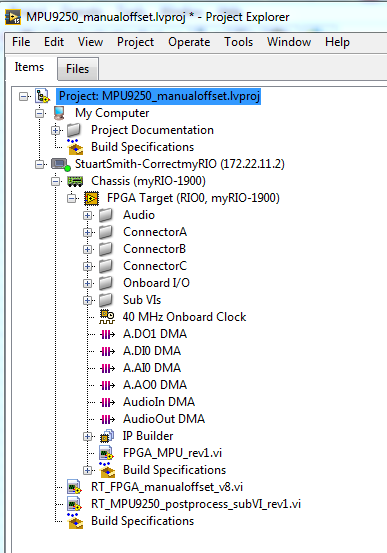 MPU9250_manualoffset.lvproj * - Project Explorer
File Edit View Project Operate Tools Window Help
Items Files
Project: MPU9250_manualoffset.lvproj
My Computer
Project Documentation
Build Specifications
StuartSmith-CorrectmyRIO (172.22.11.2)
Chassis (myRIO-1900)
FPGA Target (RIO0, myRIO-1900)
Audio
ConnectorA
ConnectorB
ConnectorC
Onboard I/O
Sub VIs
40 MHz Onboard Clock
A.DO1 DMA
A.DI0 DMA
A.AI0 DMA
A.AO0 DMA
AudioIn DMA
AudioOut DMA
IP Builder
FPGA_MPU_rev1.vi
Build Specifications
RT_FPGA_manualoffset_v8.vi
RT_MPU9250_postprocess_subVI_rev1.vi
Build Specifications